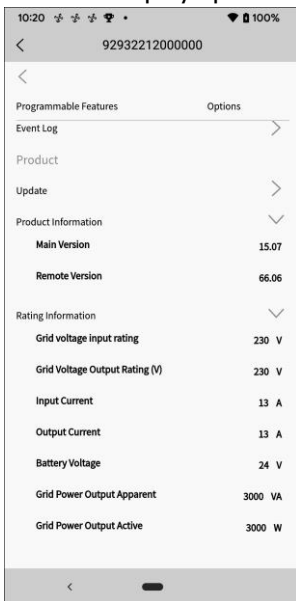 10:20 100%
92932212000000
Programmable Features Options
Event Log
Product
Update
Product Information
Main Version 15.07
Remote Version 66.06
Rating Information
Grid voltage input rating 230 V
Grid Voltage Output Rating (V) 230 V
Input Current 13 A
Output Current 13 A
Battery Voltage 24 V
Grid Power Output Apparent 3000 VA
Grid Power Output Active 3000 W